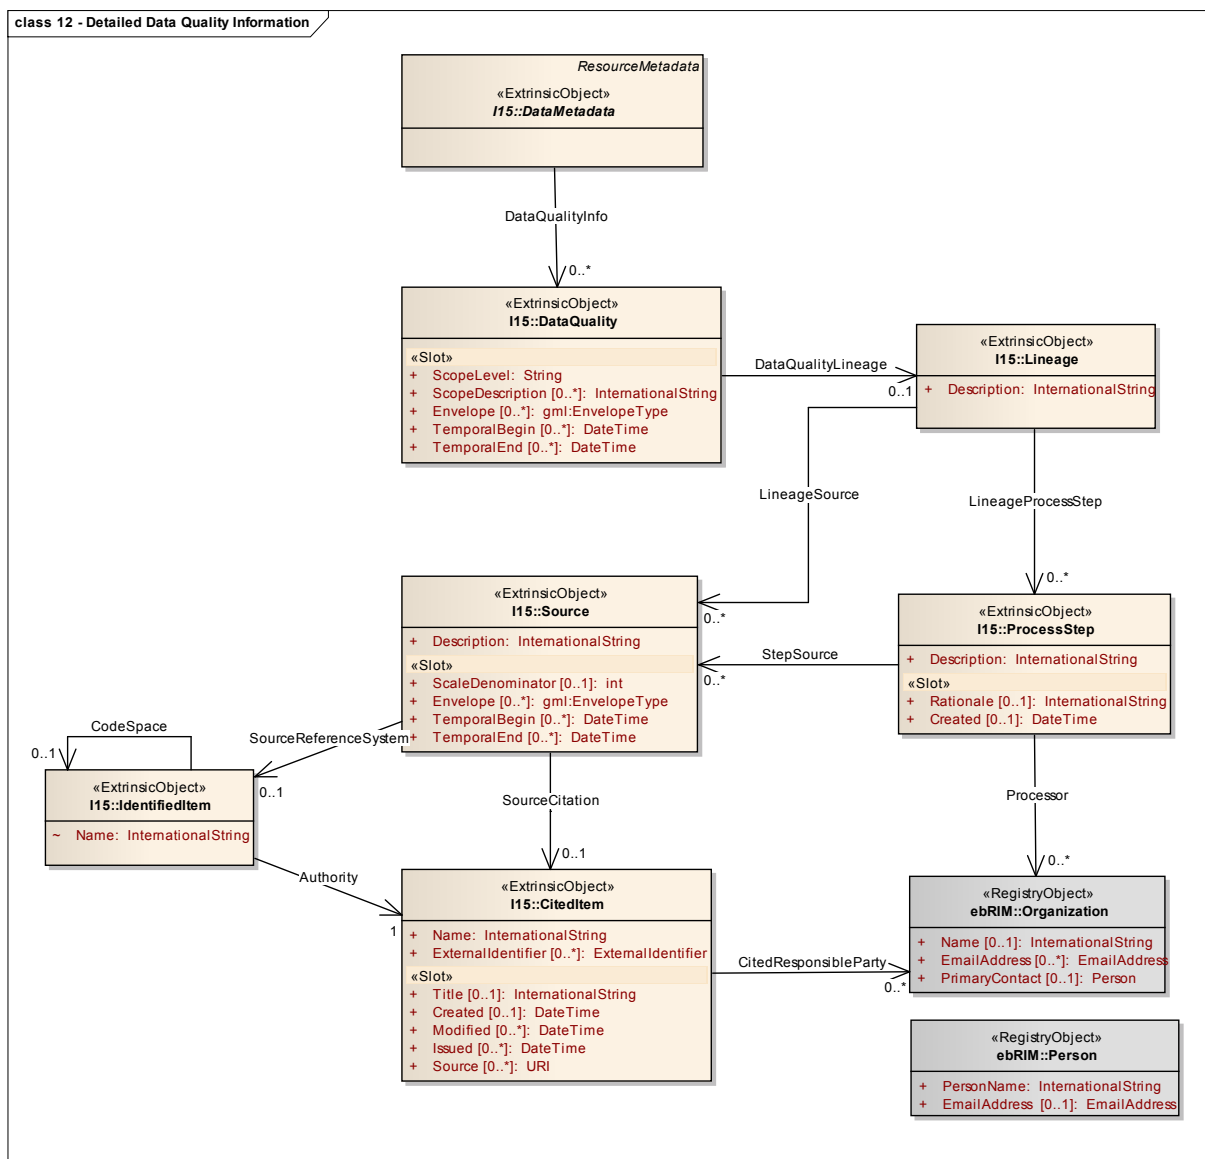 class 12 - Detailed Data Quality Information
ResourceMetadata
«ExtrinsicObject»
I15::DataMetadata
DataQualityInfo
0..*
«ExtrinsicObject»
I15::DataQuality
«Slot»
+ ScopeLevel: String
+ ScopeDescription [0..*]: InternationalString
+ Envelope [0..*]: gml:EnvelopeType
+ TemporalBegin [0..*]: DateTime
+ TemporalEnd [0..*]: DateTime
DataQualityLineage
0..1
«ExtrinsicObject»
I15::Lineage
+ Description: InternationalString
LineageSource
0..*
LineageProcessStep
0..*
«ExtrinsicObject»
I15::Source
+ Description: InternationalString
«Slot»
+ ScaleDenominator [0..1]: int
+ Envelope [0..*]: gml:EnvelopeType
+ TemporalBegin [0..*]: DateTime
+ TemporalEnd [0..*]: DateTime
StepSource
0..*
«ExtrinsicObject»
I15::ProcessStep
+ Description: InternationalString
«Slot»
+ Rationale [0..1]: InternationalString
+ Created [0..1]: DateTime
CodeSpace
0..1
SourceReferenceSystem
0..1
«ExtrinsicObject»
I15::IdentifiedItem
~ Name: InternationalString
SourceCitation
0..1
Processor
0..*
Authority
1
«ExtrinsicObject»
I15::CitedItem
+ Name: InternationalString
+ ExternalIdentifier [0..*]: ExternalIdentifier
«Slot»
+ Title [0..1]: InternationalString
+ Created [0..1]: DateTime
+ Modified [0..*]: DateTime
+ Issued [0..*]: DateTime
+ Source [0..*]: URI
CitedResponsibleParty
0..*
«RegistryObject»
ebRIM::Organization
+ Name [0..1]: InternationalString
+ EmailAddress [0..*]: EmailAddress
+ PrimaryContact [0..1]: Person
«RegistryObject»
ebRIM::Person
+ PersonName: InternationalString
+ EmailAddress [0..1]: EmailAddress